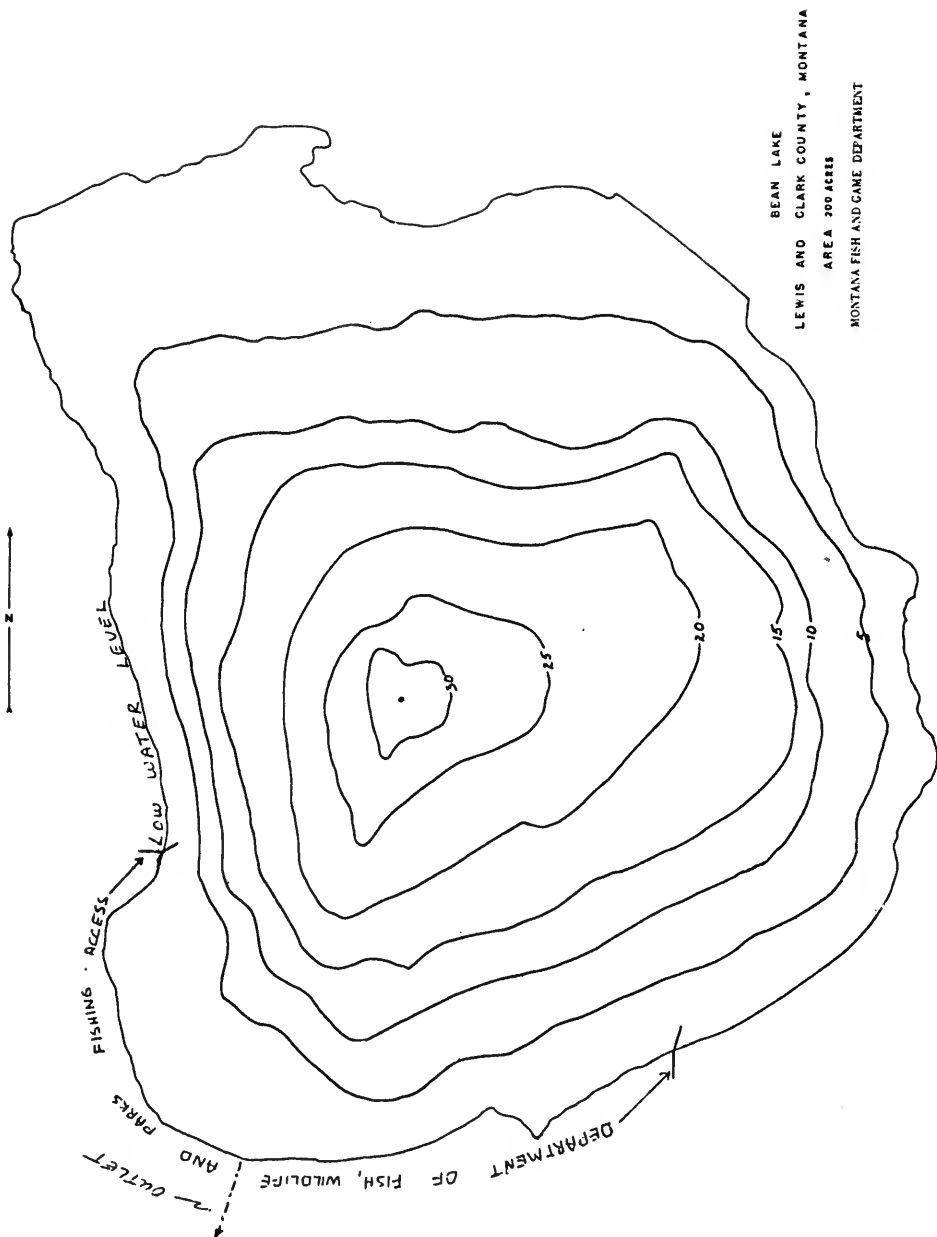 N
BEAN LAKE
LEWIS AND CLARK COUNTY, MONTANA
AREA 200 ACRES
MONTANA FISH AND GAME DEPARTMENT
LOW WATER LEVEL
DEPARTMENT OF FISH, WILDLIFE AND PARKS FISHING ACCESS
OUTLET
30
25
20
15
10
5